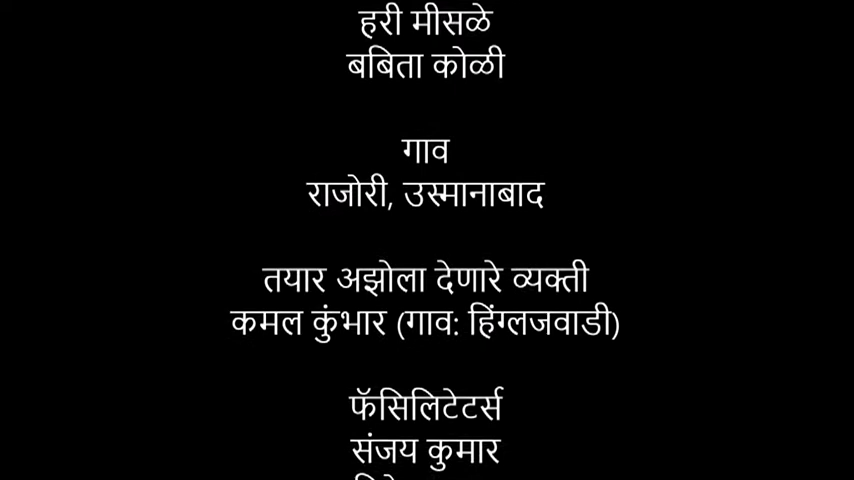 हरी मीसळे
बबिता कोळी
गाव
राजोरी, उस्मानाबाद
तयार अझोला देणारे व्यक्ती
कमल कुंभार (गाव: हिंग्लजवाडी)
फॅसिलिटेटर्स
संजय कुमार